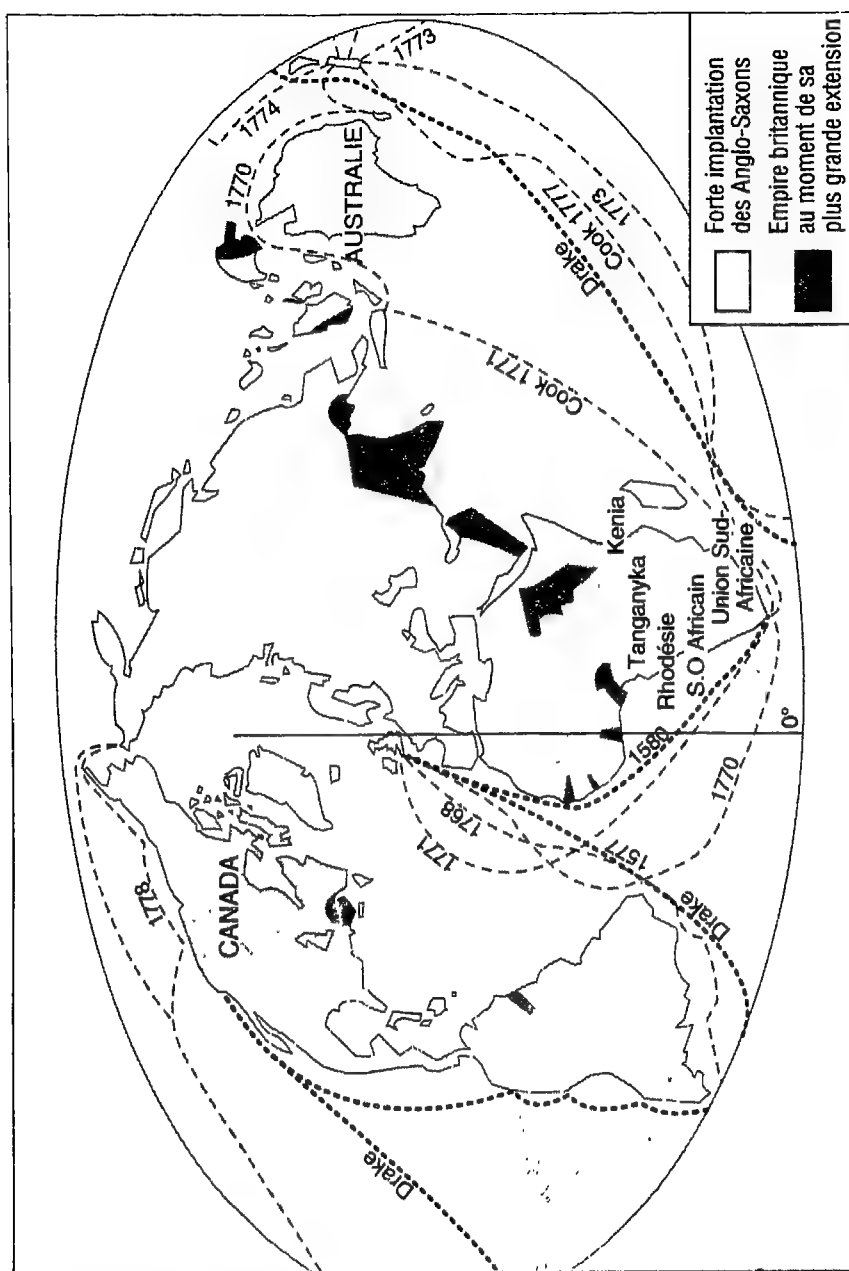 1778
CANADA
Drake
Drake
1577
1771
1768
1580
1770
0°
Tanganyka
Rhodésie
S.O Africain
Union Sud-
Africaine
Kenia
Cook 1771
Drake
Cook 1777
1773
AUSTRALIE
1770
1774
1773
Forte implantation
des Anglo-Saxons
Empire britannique
au moment de sa
plus grande extension